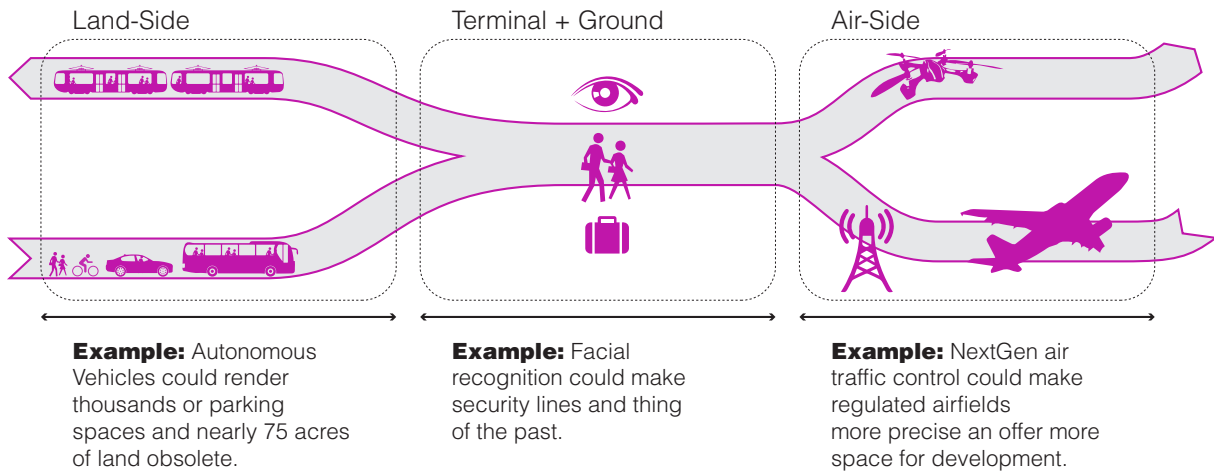 Land-Side
Terminal + Ground
Air-Side
Example: Autonomous
Vehicles could render
thousands or parking
spaces and nearly 75 acres
of land obsolete.
Example: Facial
recognition could make
security lines and thing
of the past.
Example: NextGen air
traffic control could make
regulated airfields
more precise an offer more
space for development.